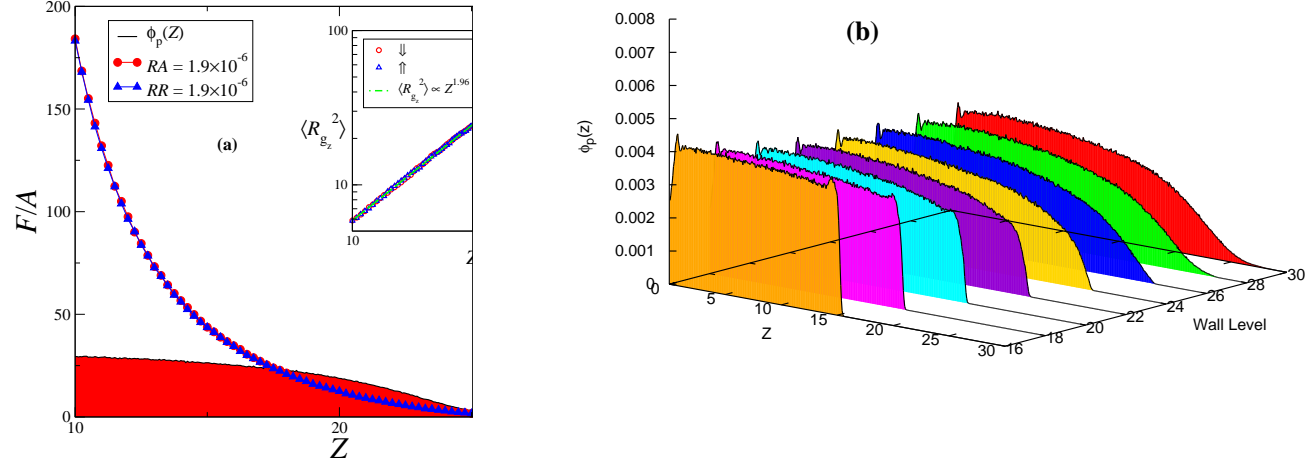 200
150
100
50
0
F/A
10
20
Z
ϕp(Z)
RA = 1.9×10-6
RR = 1.9×10-6
(a)
100
10
2
⟨Rgz2⟩
⇓
⇑
⟨Rgz2⟩ ∝ Z1.96
10
Z
(b)
0.008
0.007
0.006
0.005
0.004
0.003
0.002
0.001
0
ϕp(z)
0
5
10
15
20
25
30
Z
16
18
20
22
24
26
28
30
Wall Level